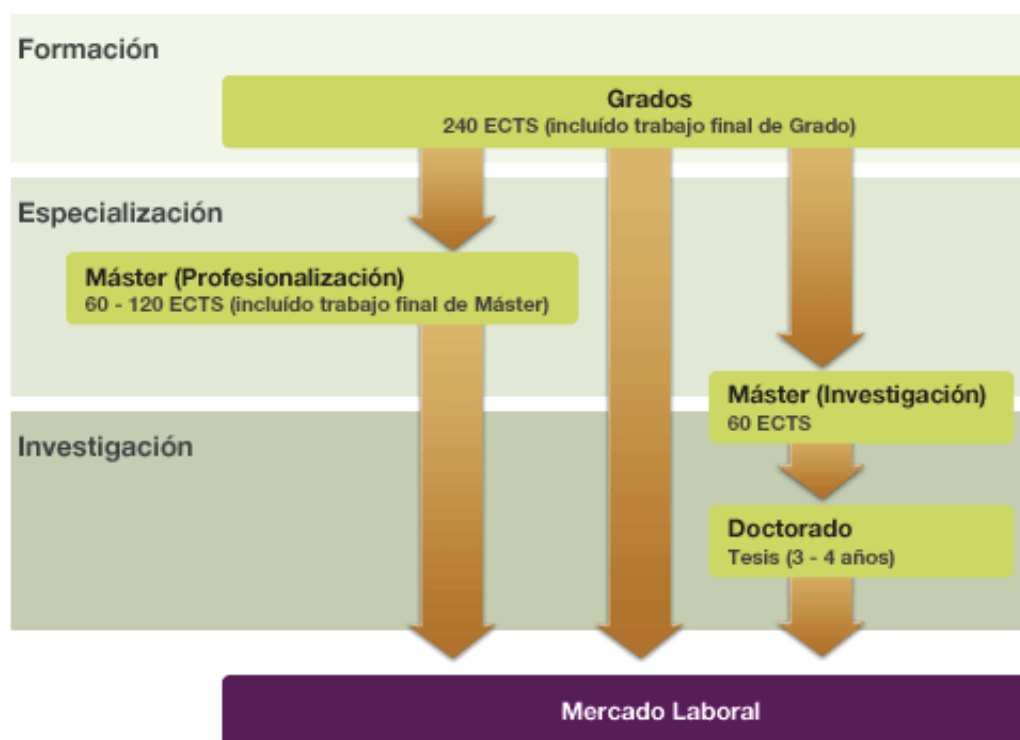 Formación
Grados
240 ECTS (incluído trabajo final de Grado)
Especialización
Máster (Profesionalización)
60 - 120 ECTS (incluído trabajo final de Máster)
Máster (Investigación)
60 ECTS
Investigación
Doctorado
Tesis (3 - 4 años)
Mercado Laboral